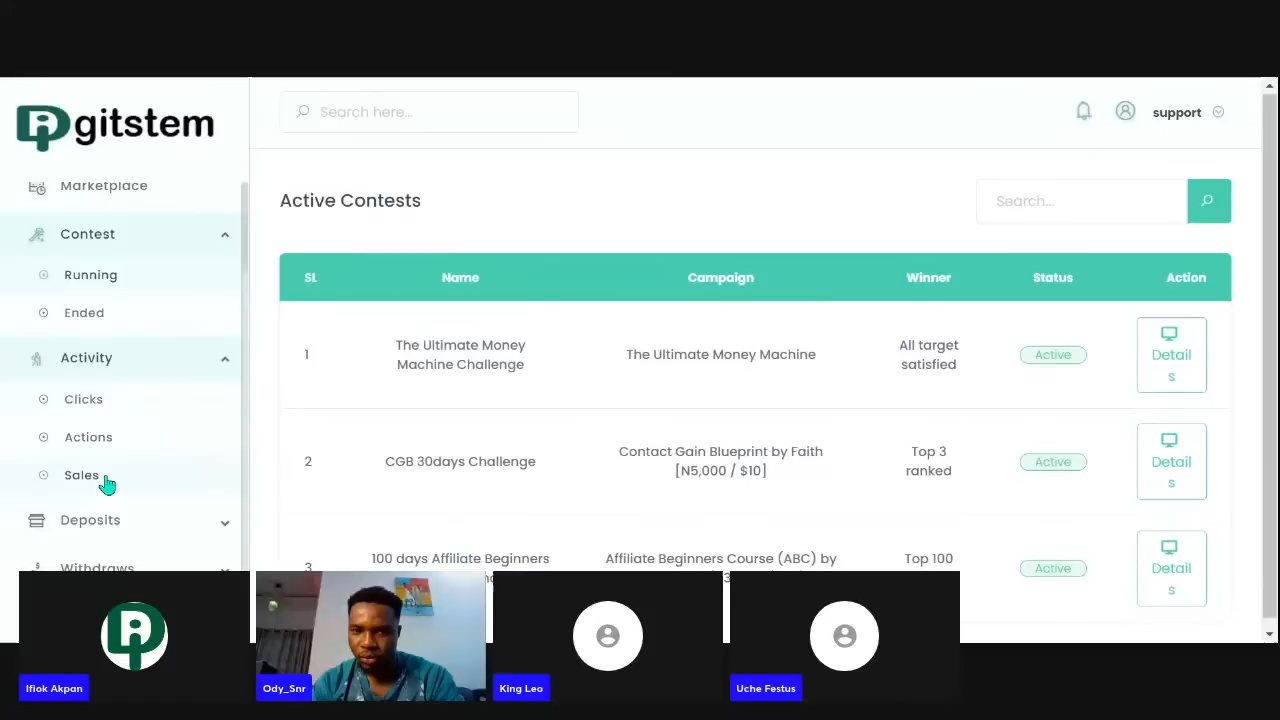 Digitstem
Search here...
support
Marketplace
Contest
Running
Ended
Activity
Clicks
Actions
Sales
Deposits
Withdraws
Active Contests
Search...
SL
Name
Campaign
Winner
Status
Action
1
The Ultimate Money
Machine Challenge
The Ultimate Money Machine
All target
satisfied
Active
Detail
s
2
CGB 30days Challenge
Contact Gain Blueprint by Faith
[N5,000 / $10]
Top 3
ranked
Active
Detail
s
3
100 days Affiliate Beginners
Affiliate Beginners Course (ABC) by
Top 100
Active
Detail
s
Ifiok Akpan
Ody_Snr
King Leo
Uche Festus